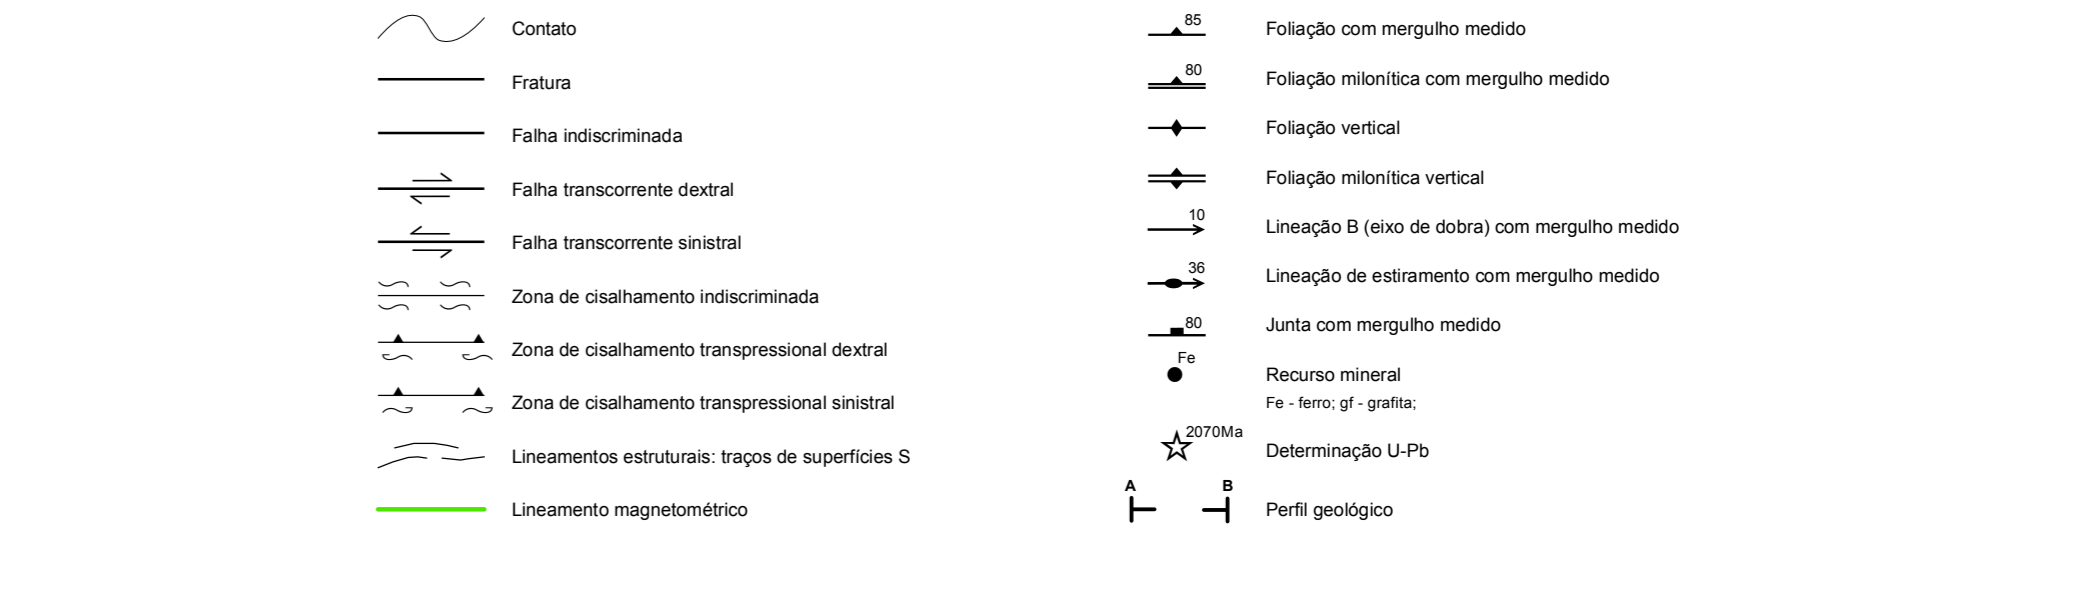 Contato
Fratura
Falha indiscriminada
Falha transcorrente dextral
Falha transcorrente sinistral
Zona de cisalhamento indiscriminada
Zona de cisalhamento transpressional dextral
Zona de cisalhamento transpressional sinistral
Lineamentos estruturais: traços de superfícies S
Lineamento magnetométrico
85
Foliação com mergulho medido
80
Foliação milonítica com mergulho medido
Foliação vertical
Foliação milonítica vertical
10
Lineação B (eixo de dobra) com mergulho medido
36
Lineação de estiramento com mergulho medido
80
Junta com mergulho medido
Fe
Recurso mineral
Fe - ferro; gf - grafita;
2070Ma
Determinação U-Pb
A B
Perfil geológico